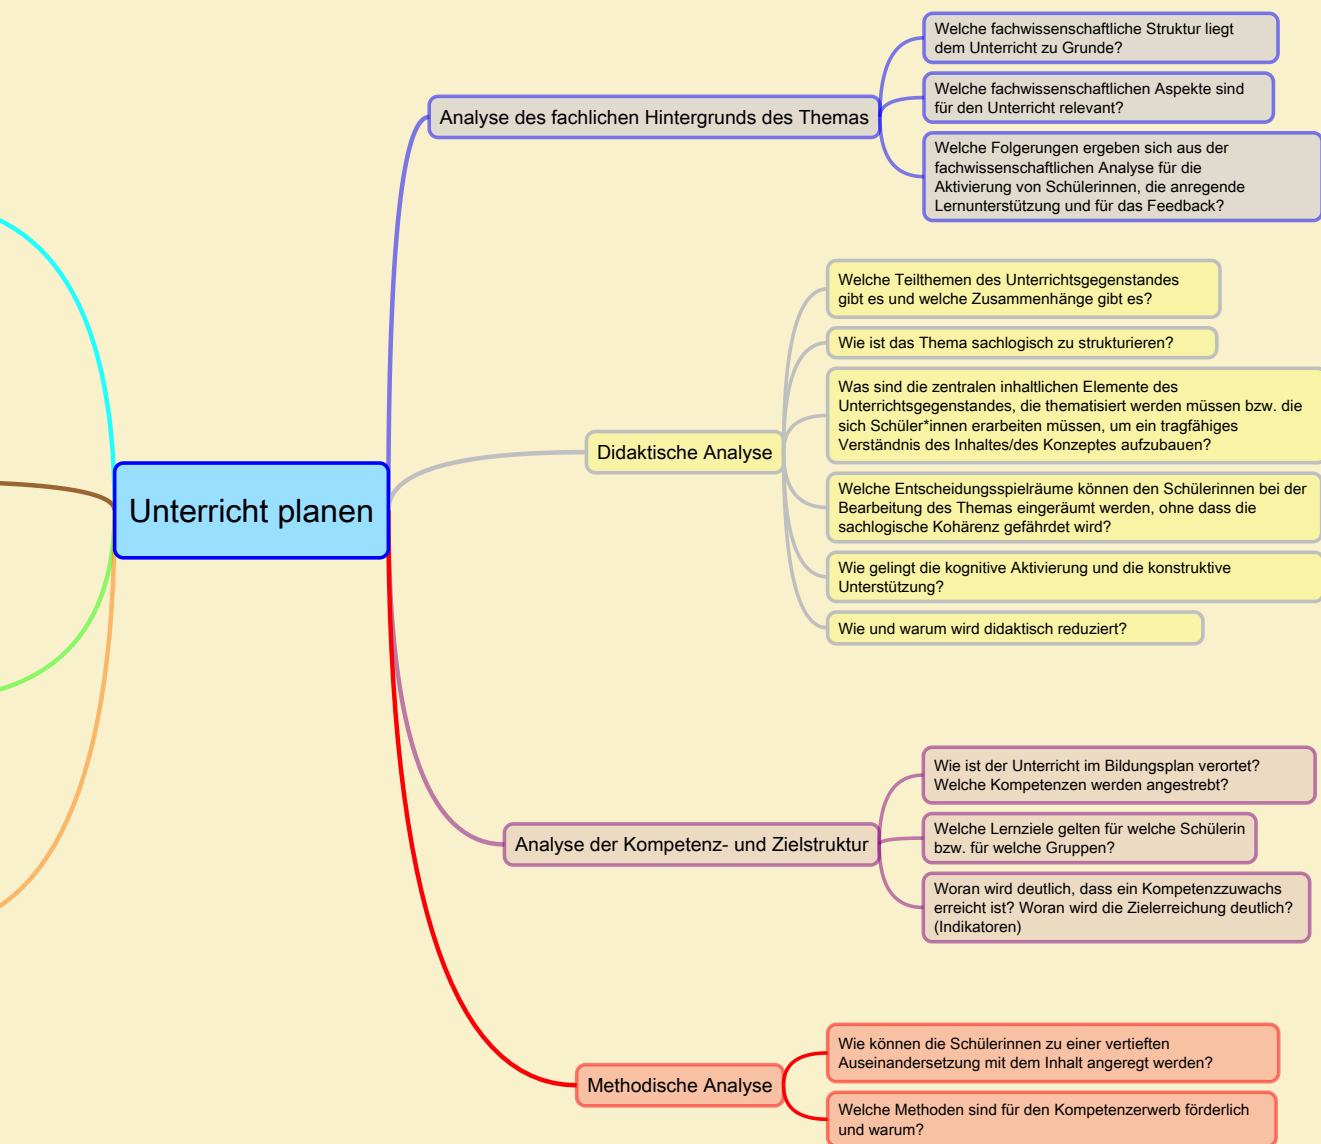 Unterricht planen
Analyse des fachlichen Hintergrunds des Themas
Welche fachwissenschaftliche Struktur liegt
dem Unterricht zu Grunde?
Welche fachwissenschaftlichen Aspekte sind
für den Unterricht relevant?
Welche Folgerungen ergeben sich aus der
fachwissenschaftlichen Analyse für die
Aktivierung von Schülerinnen, die anregende
Lernunterstützung und für das Feedback?
Didaktische Analyse
Welche Teilthemen des Unterrichtsgegenstandes
gibt es und welche Zusammenhänge gibt es?
Wie ist das Thema sachlogisch zu strukturieren?
Was sind die zentralen inhaltlichen Elemente des
Unterrichtsgegenstandes, die thematisiert werden müssen bzw. die
sich Schüler*innen erarbeiten müssen, um ein tragfähiges
Verständnis des Inhaltes/des Konzeptes aufzubauen?
Welche Entscheidungsspielräume können den Schülerinnen bei der
Bearbeitung des Themas eingeräumt werden, ohne dass die
sachlogische Kohärenz gefährdet wird?
Wie gelingt die kognitive Aktivierung und die konstruktive
Unterstützung?
Wie und warum wird didaktisch reduziert?
Analyse der Kompetenz- und Zielstruktur
Wie ist der Unterricht im Bildungsplan verortet?
Welche Kompetenzen werden angestrebt?
Welche Lernziele gelten für welche Schülerin
bzw. für welche Gruppen?
Woran wird deutlich, dass ein Kompetenzzuwachs
erreicht ist? Woran wird die Zielerreichung deutlich?
(Indikatoren)
Methodische Analyse
Wie können die Schülerinnen zu einer vertieften
Auseinandersetzung mit dem Inhalt angeregt werden?
Welche Methoden sind für den Kompetenzerwerb förderlich
und warum?